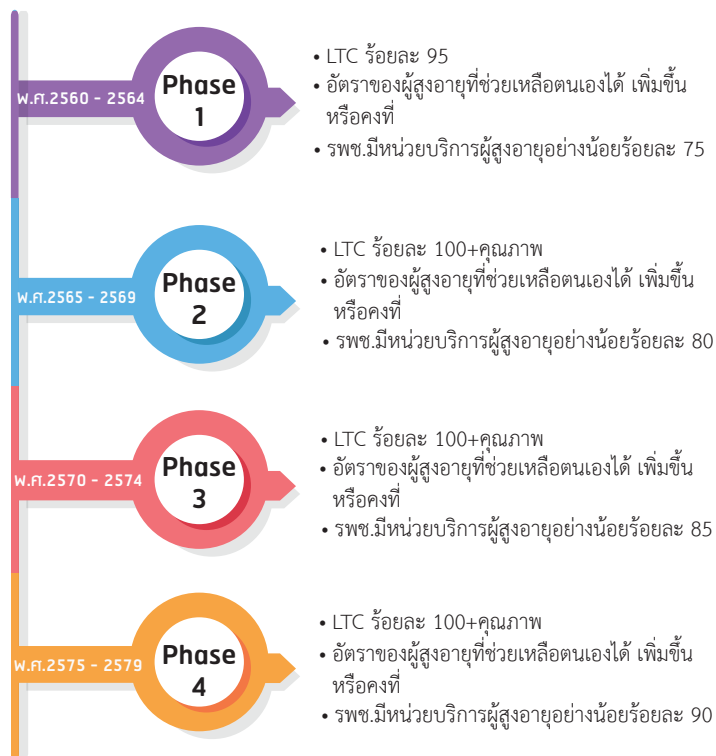 พ.ศ.2560 - 2564
Phase
1
• LTC ร้อยละ 95
• อัตราของผู้สูงอายุที่ช่วยเหลือตนเองได้ เพิ่มขึ้น
หรือคงที่
• รพช.มีหน่วยบริการผู้สูงอายุอย่างน้อยร้อยละ 75
พ.ศ.2565 - 2569
Phase
2
• LTC ร้อยละ 100+คุณภาพ
• อัตราของผู้สูงอายุที่ช่วยเหลือตนเองได้ เพิ่มขึ้น
หรือคงที่
• รพช.มีหน่วยบริการผู้สูงอายุอย่างน้อยร้อยละ 80
พ.ศ.2570 - 2574
Phase
3
• LTC ร้อยละ 100+คุณภาพ
• อัตราของผู้สูงอายุที่ช่วยเหลือตนเองได้ เพิ่มขึ้น
หรือคงที่
• รพช.มีหน่วยบริการผู้สูงอายุอย่างน้อยร้อยละ 85
พ.ศ.2575 - 2579
Phase
4
• LTC ร้อยละ 100+คุณภาพ
• อัตราของผู้สูงอายุที่ช่วยเหลือตนเองได้ เพิ่มขึ้น
หรือคงที่
• รพช.มีหน่วยบริการผู้สูงอายุอย่างน้อยร้อยละ 90